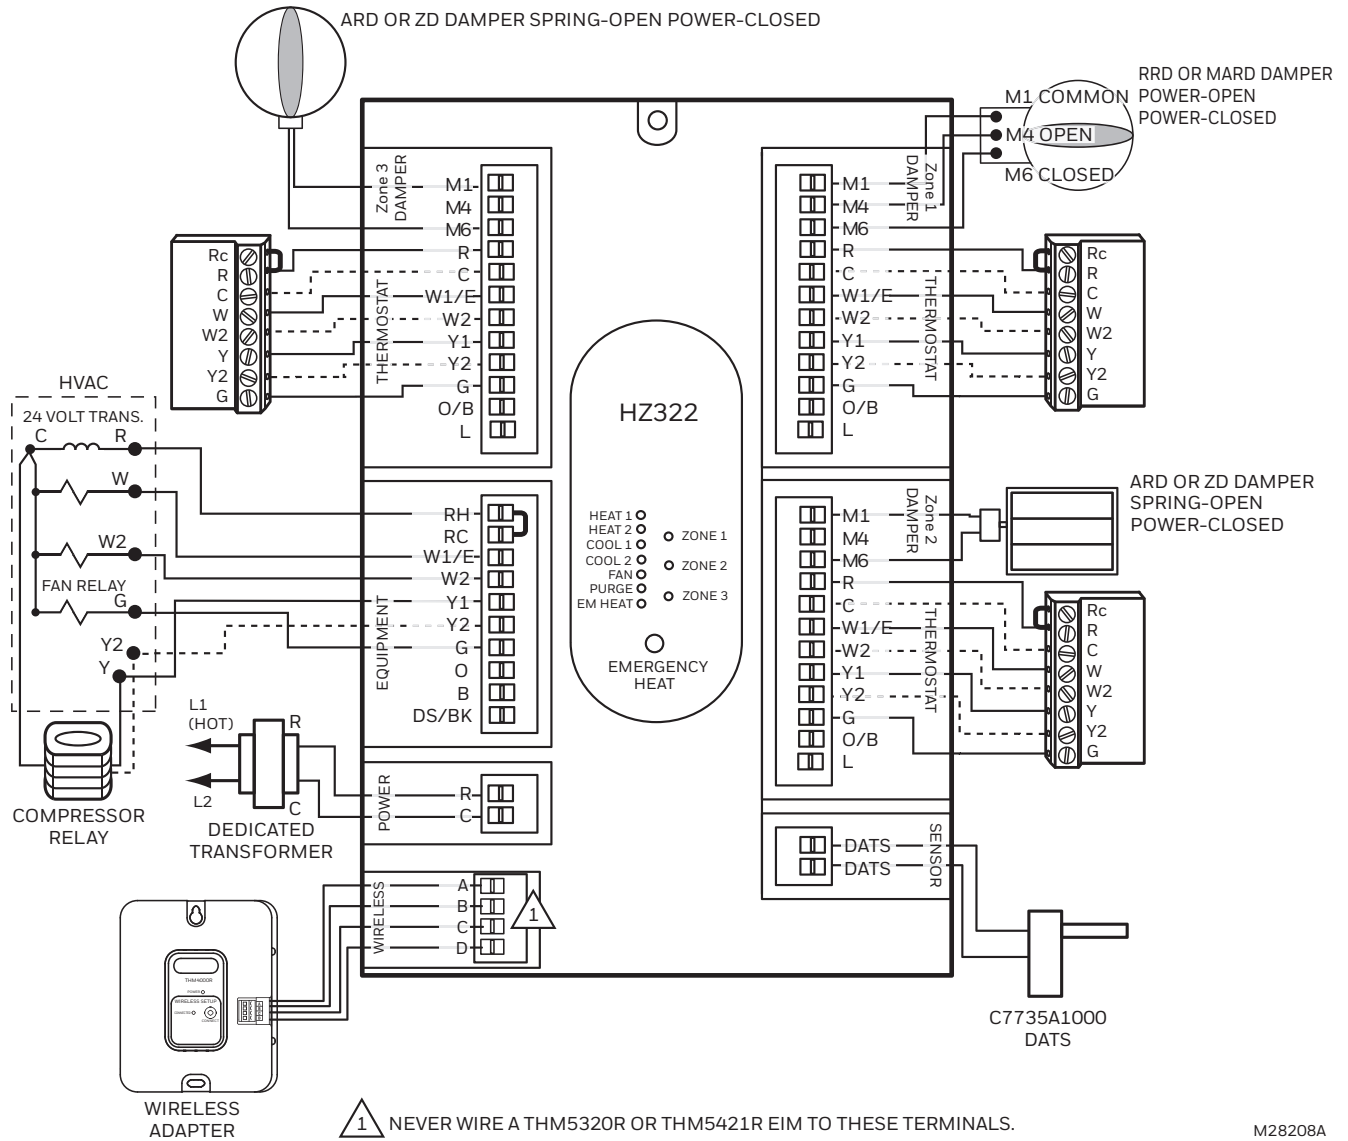 ARD OR ZD DAMPER SPRING-OPEN POWER-CLOSED
RRD OR MARD DAMPER
POWER-OPEN
POWER-CLOSED
M1 COMMON
M4 OPEN
M6 CLOSED
Zone 3
DAMPER
M1
M4
M6
THERMOSTAT
R
C
W1/E
W2
Y1
Y2
G
O/B
L
Rc
R
C
W
W2
Y
Y2
G
Zone 1
DAMPER
M1
M4
M6
THERMOSTAT
R
C
W1/E
W2
Y1
Y2
G
O/B
L
Rc
R
C
W
W2
Y
Y2
G
HVAC
24 VOLT TRANS.
C
R
W
W2
FAN RELAY
G
Y2
Y
COMPRESSOR
RELAY
EQUIPMENT
RH
RC
W1/E
W2
Y1
Y2
G
O
B
DS/BK
HZ322
HEAT 1
HEAT 2
COOL 1
COOL 2
FAN
PURGE
EM HEAT
ZONE 1
ZONE 2
ZONE 3
EMERGENCY
HEAT
ARD OR ZD DAMPER
SPRING-OPEN
POWER-CLOSED
Zone 2
DAMPER
M1
M4
M6
THERMOSTAT
R
C
W1/E
W2
Y1
Y2
G
O/B
L
Rc
R
C
W
W2
Y
Y2
G
L1
(HOT)
L2
R
C
DEDICATED
TRANSFORMER
POWER
R
C
SENSOR
DATS
DATS
C7735A1000
DATS
WIRELESS
A
B
C
D
1
THM4000R
POWER
WIRELESS SETUP
CONNECTED
CONNECT
WIRELESS
ADAPTER
1 NEVER WIRE A THM5320R OR THM5421R EIM TO THESE TERMINALS.
M28208A